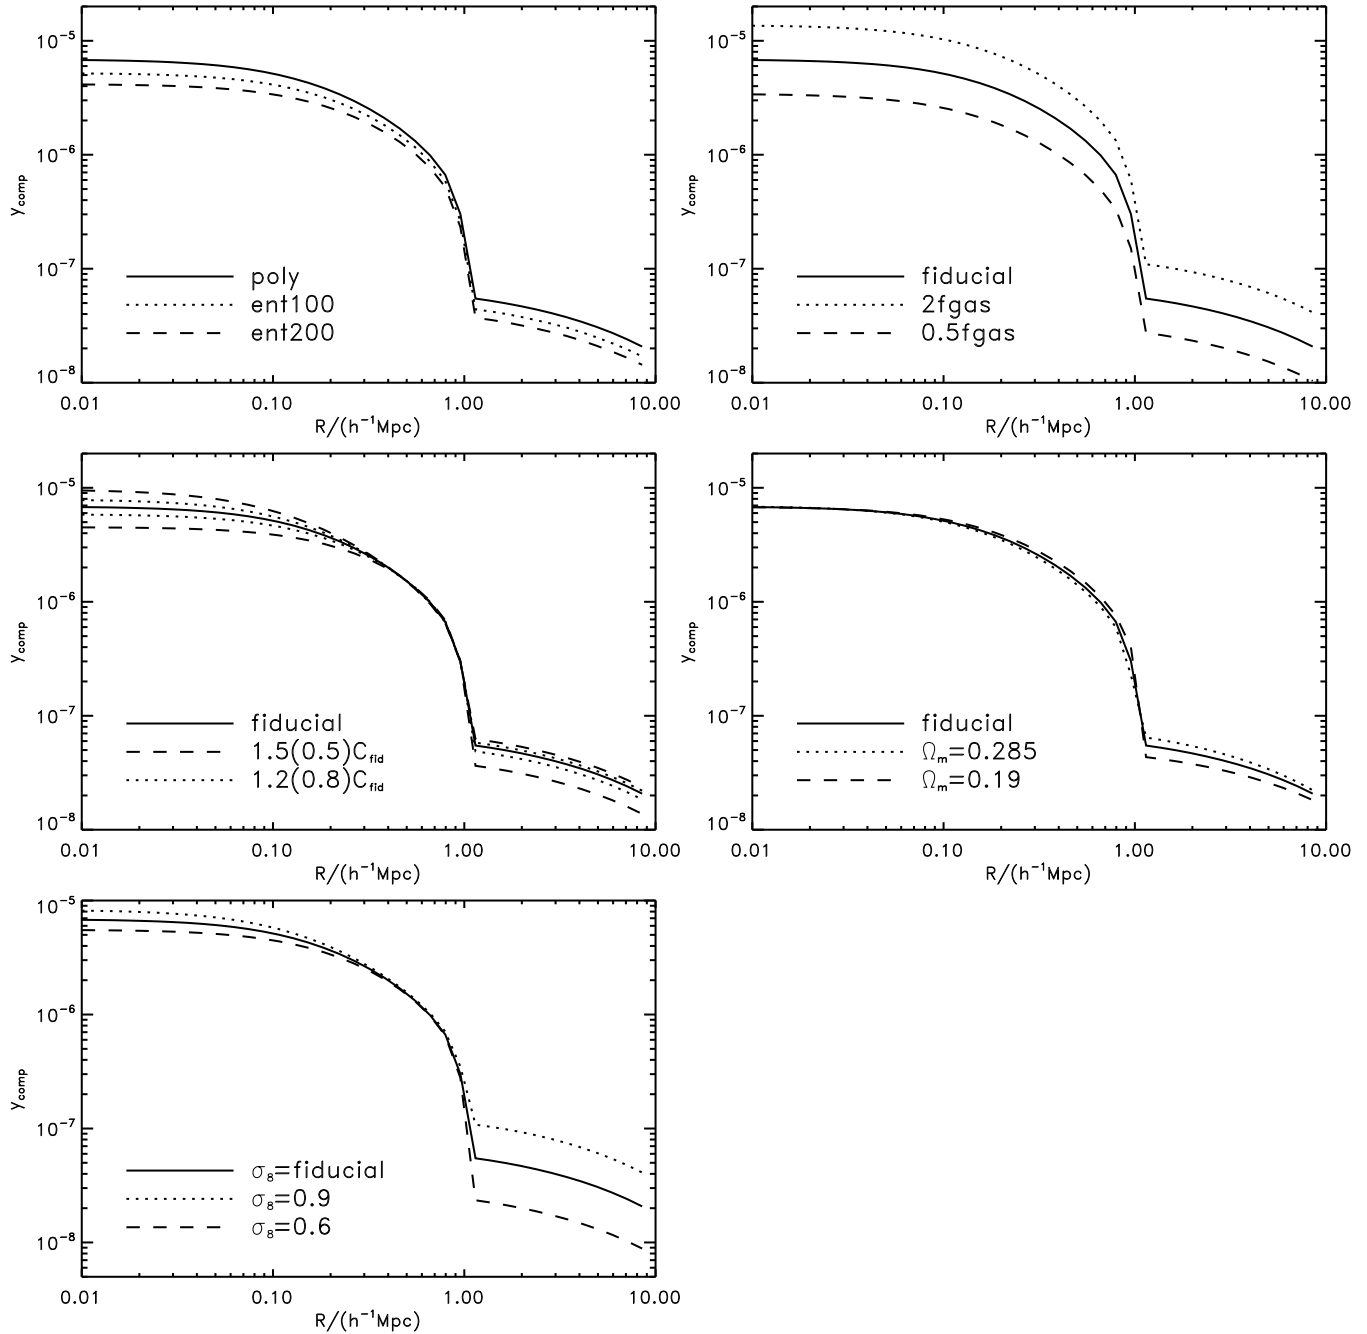 10⁻⁵
10⁻⁶
10⁻⁷
10⁻⁸
y_comp
poly
ent100
ent200
0.01 0.10 1.00 10.00
R/(h⁻¹Mpc)
10⁻⁵
10⁻⁶
10⁻⁷
10⁻⁸
y_comp
fiducial
2fgas
0.5fgas
0.01 0.10 1.00 10.00
R/(h⁻¹Mpc)
10⁻⁵
10⁻⁶
10⁻⁷
10⁻⁸
y_comp
fiducial
1.5(0.5)C_fid
1.2(0.8)C_fid
0.01 0.10 1.00 10.00
R/(h⁻¹Mpc)
10⁻⁵
10⁻⁶
10⁻⁷
10⁻⁸
y_comp
fiducial
Ω_m=0.285
Ω_m=0.19
0.01 0.10 1.00 10.00
R/(h⁻¹Mpc)
10⁻⁵
10⁻⁶
10⁻⁷
10⁻⁸
y_comp
σ₈=fiducial
σ₈=0.9
σ₈=0.6
0.01 0.10 1.00 10.00
R/(h⁻¹Mpc)